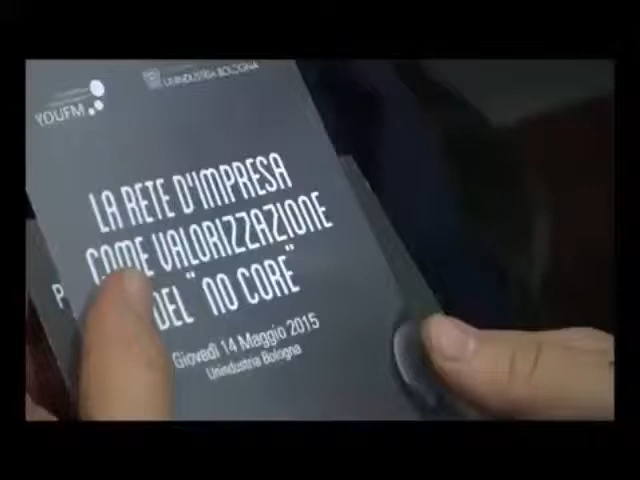 YOUFM
UNINDUSTRIA BOLOGNA
LA RETE D'IMPRESA
COME VALORIZZAZIONE
DEL "NO CORE"
Giovedì 14 Maggio 2015
Unindustria Bologna
P